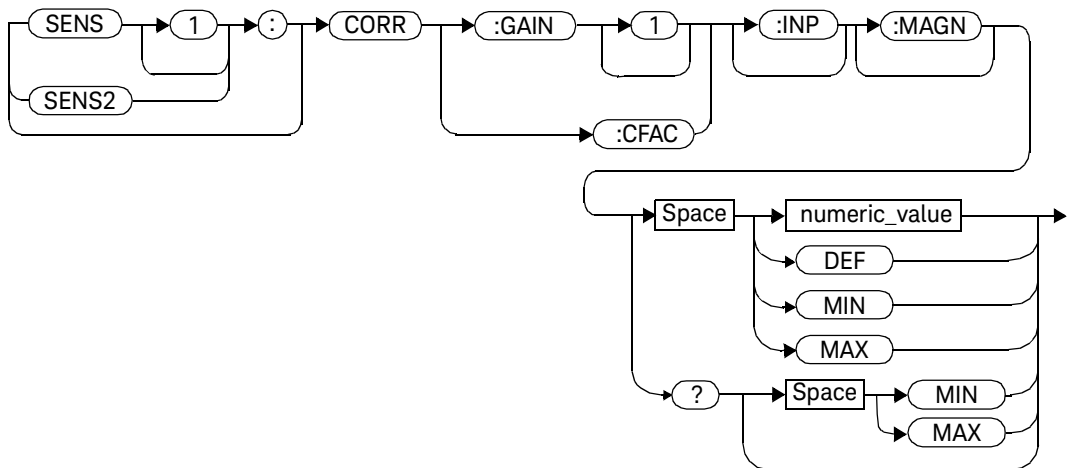 SENS 1 : CORR :GAIN 1 :INP :MAGN
SENS2
:CFAC
Space numeric_value
DEF
MIN
MAX
? Space MIN
MAX